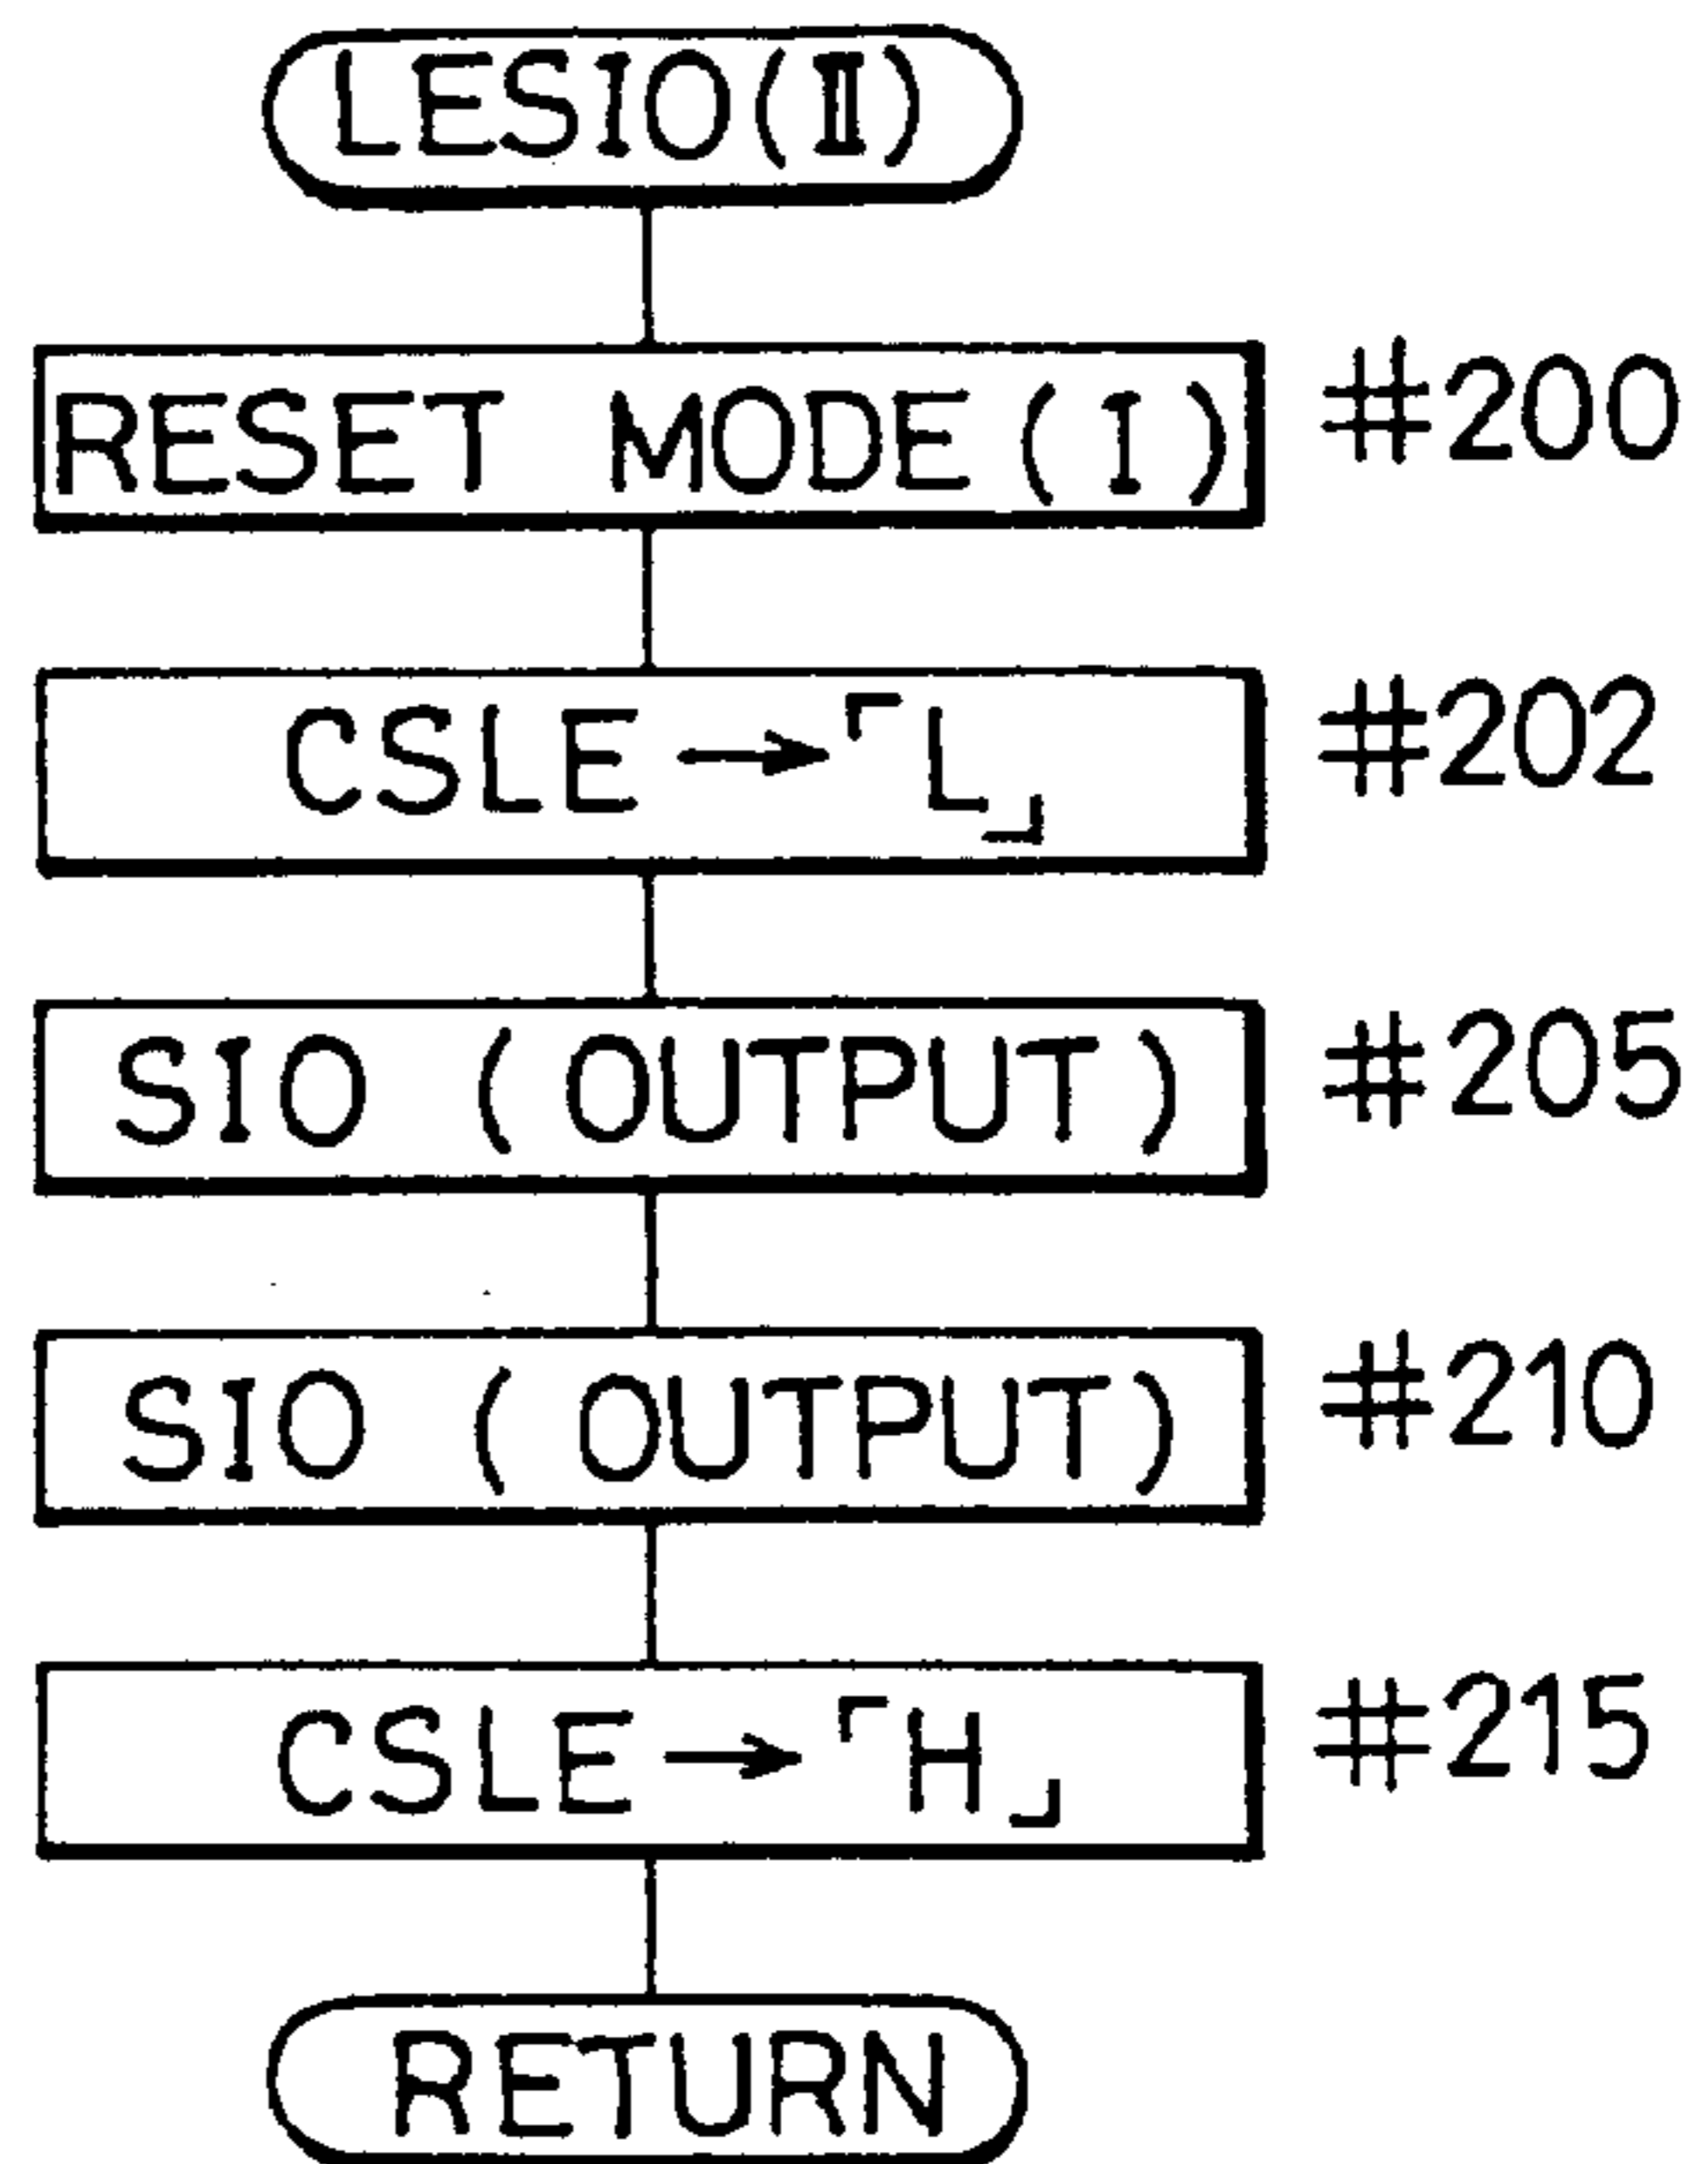 LESIO(Ⅱ)
RESET MODE(I) #200
CSLE→「L」 #202
SIO (OUTPUT) #205
SIO (OUTPUT) #210
CSLE→「H」 #215
RETURN